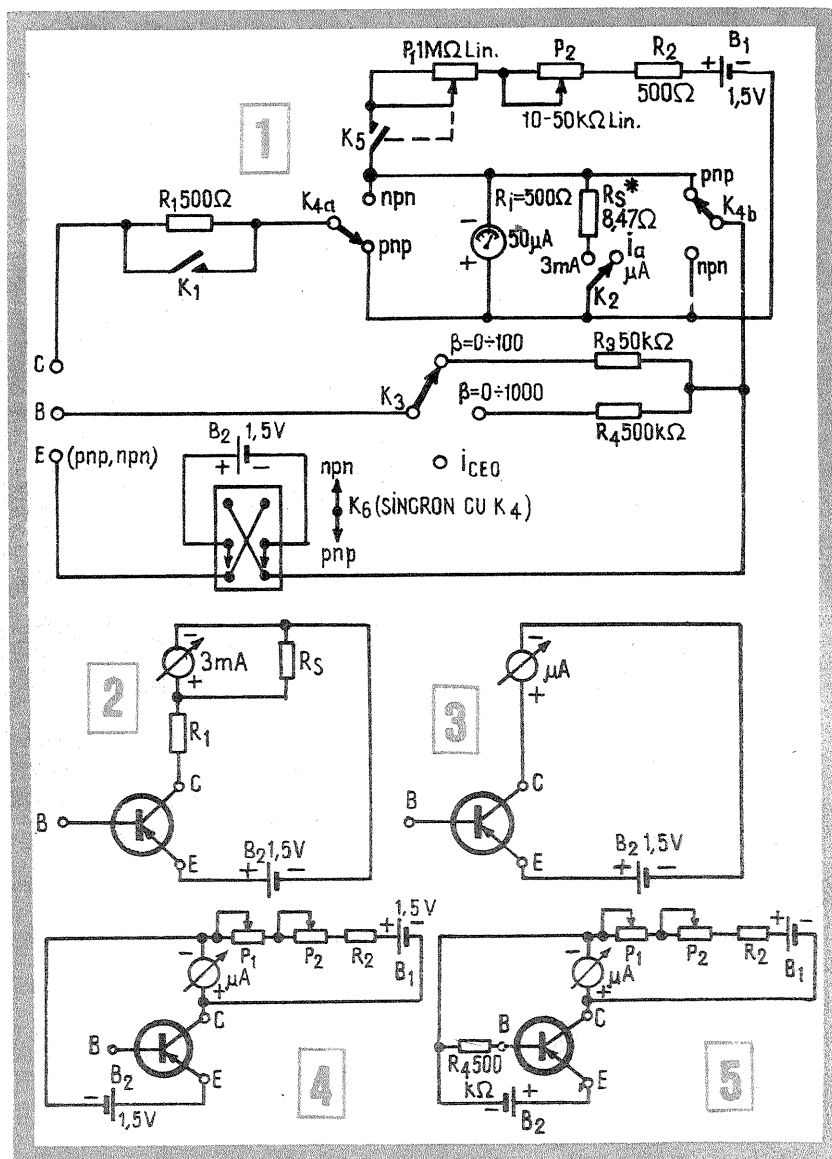 P₁ 1MΩ Lin.
P₂
R₂
500Ω
+ B₁ −
1,5V
10-50kΩ Lin.
1
K₅
npn
pnp
R₁ 500Ω
K₁
K₄a
Rᵢ=500Ω
−
50µA
+
RS*
8,47Ω
3mA
iₐ
µA
K₂
pnp
K₄b
npn
C
B
E (pnp, npn)
K₃
β=0÷100
β=0÷1000
R₃ 50kΩ
R₄ 500kΩ
iCEO
B₂ 1,5V
+ −
npn
K₆ (SINCRON CU K₄)
pnp
2
−
3mA
+
RS
R₁
C
B
E
+ B₂ 1,5V −
3
−
µA
+
C
B
E
+ B₂ 1,5V −
4
P₁
P₂
R₂
1,5V
+ −
B₁
−
µA
+
C
B
E
B₂
−
1,5V
5
P₁
P₂
R₂
+ −
B₁
−
µA
+
C
B
E
R₄ 500
kΩ
− +
B₂